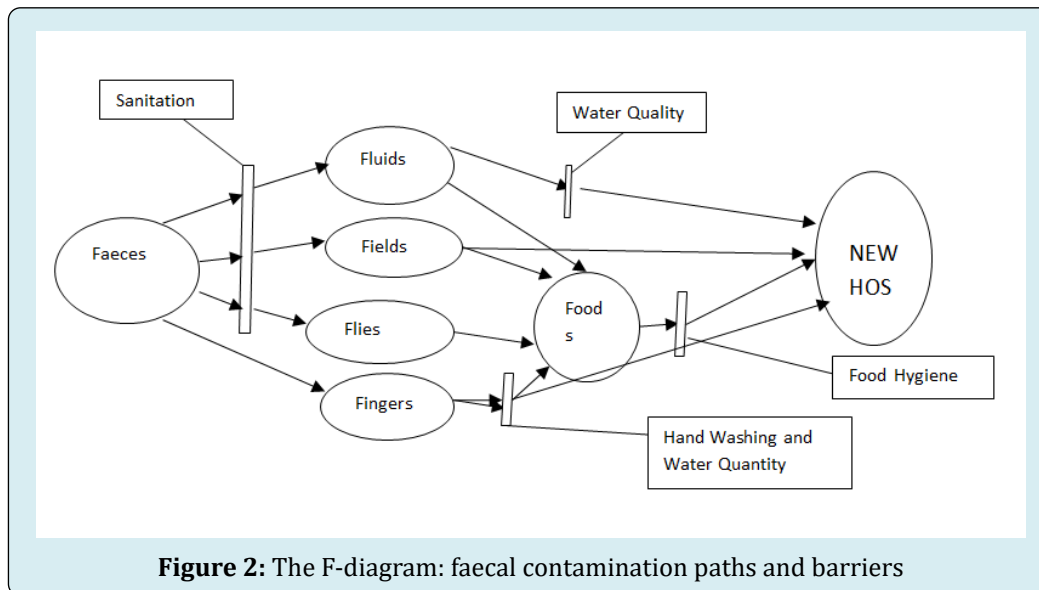 Sanitation
Water Quality
Fluids
Faeces
Fields
NEW
HOS
Food
s
Flies
Food Hygiene
Fingers
Hand Washing and
Water Quantity
Figure 2: The F-diagram: faecal contamination paths and barriers